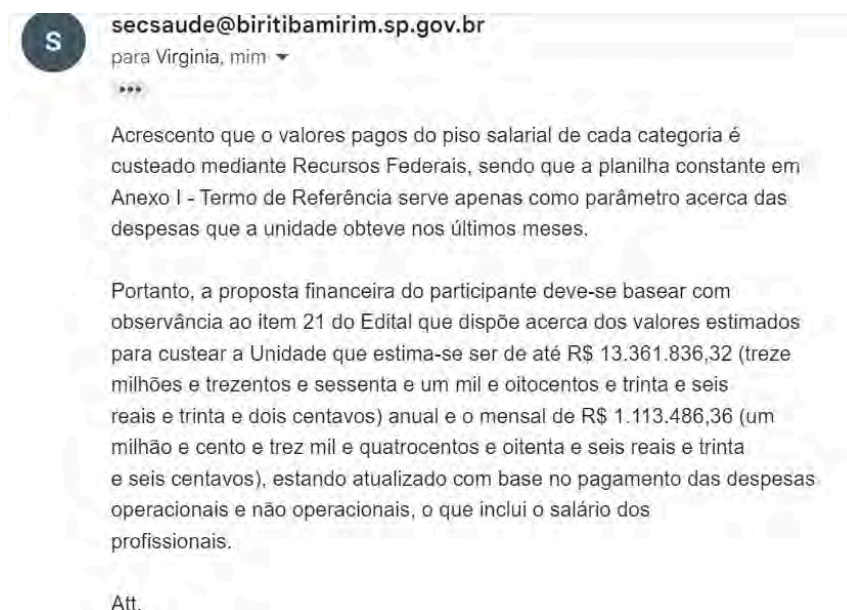 S
secsaude@biritibamirim.sp.gov.br
para Virginia, mim
•••
Acrescento que o valores pagos do piso salarial de cada categoria é
custeado mediante Recursos Federais, sendo que a planilha constante em
Anexo I - Termo de Referência serve apenas como parâmetro acerca das
despesas que a unidade obteve nos últimos meses.
Portanto, a proposta financeira do participante deve-se basear com
observância ao item 21 do Edital que dispõe acerca dos valores estimados
para custear a Unidade que estima-se ser de até R$ 13.361.836,32 (treze
milhões e trezentos e sessenta e um mil e oitocentos e trinta e seis
reais e trinta e dois centavos) anual e o mensal de R$ 1.113.486,36 (um
milhão e cento e trez mil e quatrocentos e oitenta e seis reais e trinta
e seis centavos), estando atualizado com base no pagamento das despesas
operacionais e não operacionais, o que inclui o salário dos
profissionais.
Att.